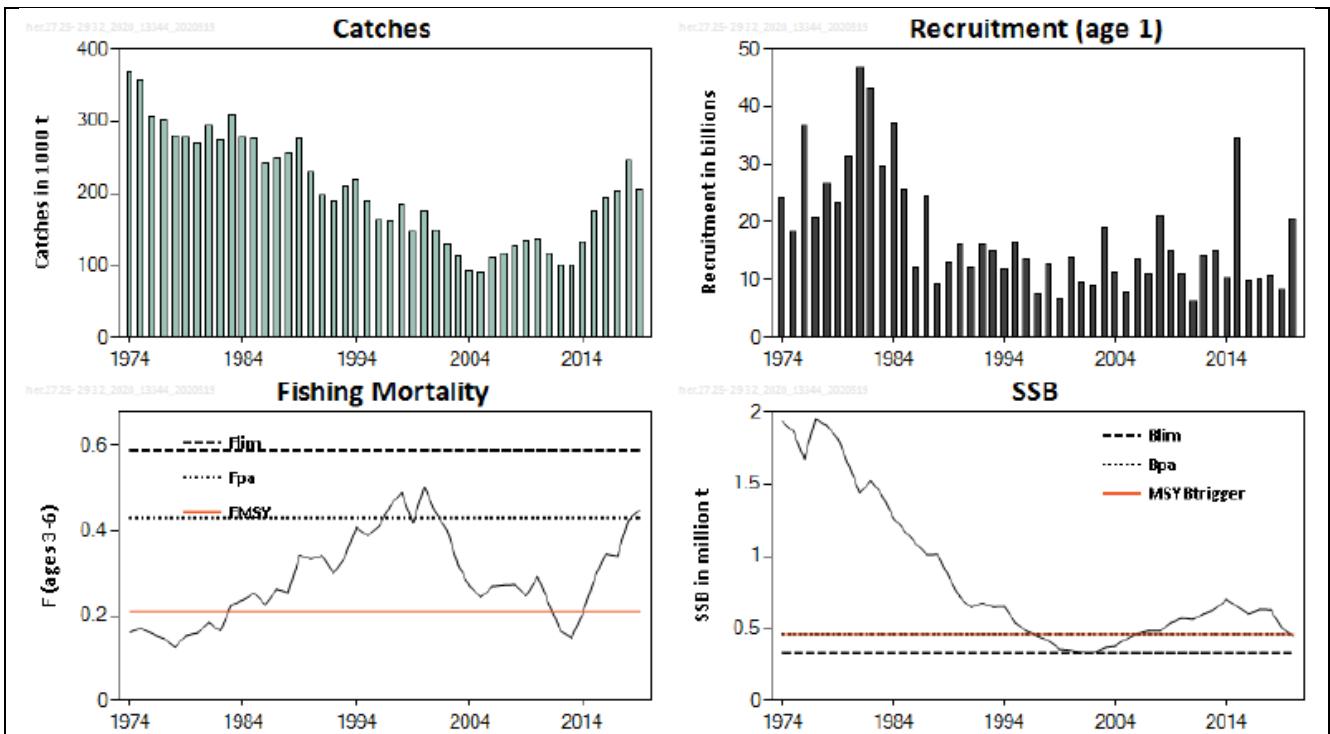 Catches
Catches in 1000 t
400
300
200
100
0
1974
1984
1994
2004
2014
Recruitment (age 1)
Recruitment in billions
50
40
30
20
10
0
1974
1984
1994
2004
2014
Fishing Mortality
F (ages 3-6)
0.6
0.4
0.2
0
Flim
Fpa
FMSY
1974
1984
1994
2004
2014
SSB
SSB in million t
2
1.5
1
0.5
0
Blim
Bpa
MSY Btrigger
1974
1984
1994
2004
2014